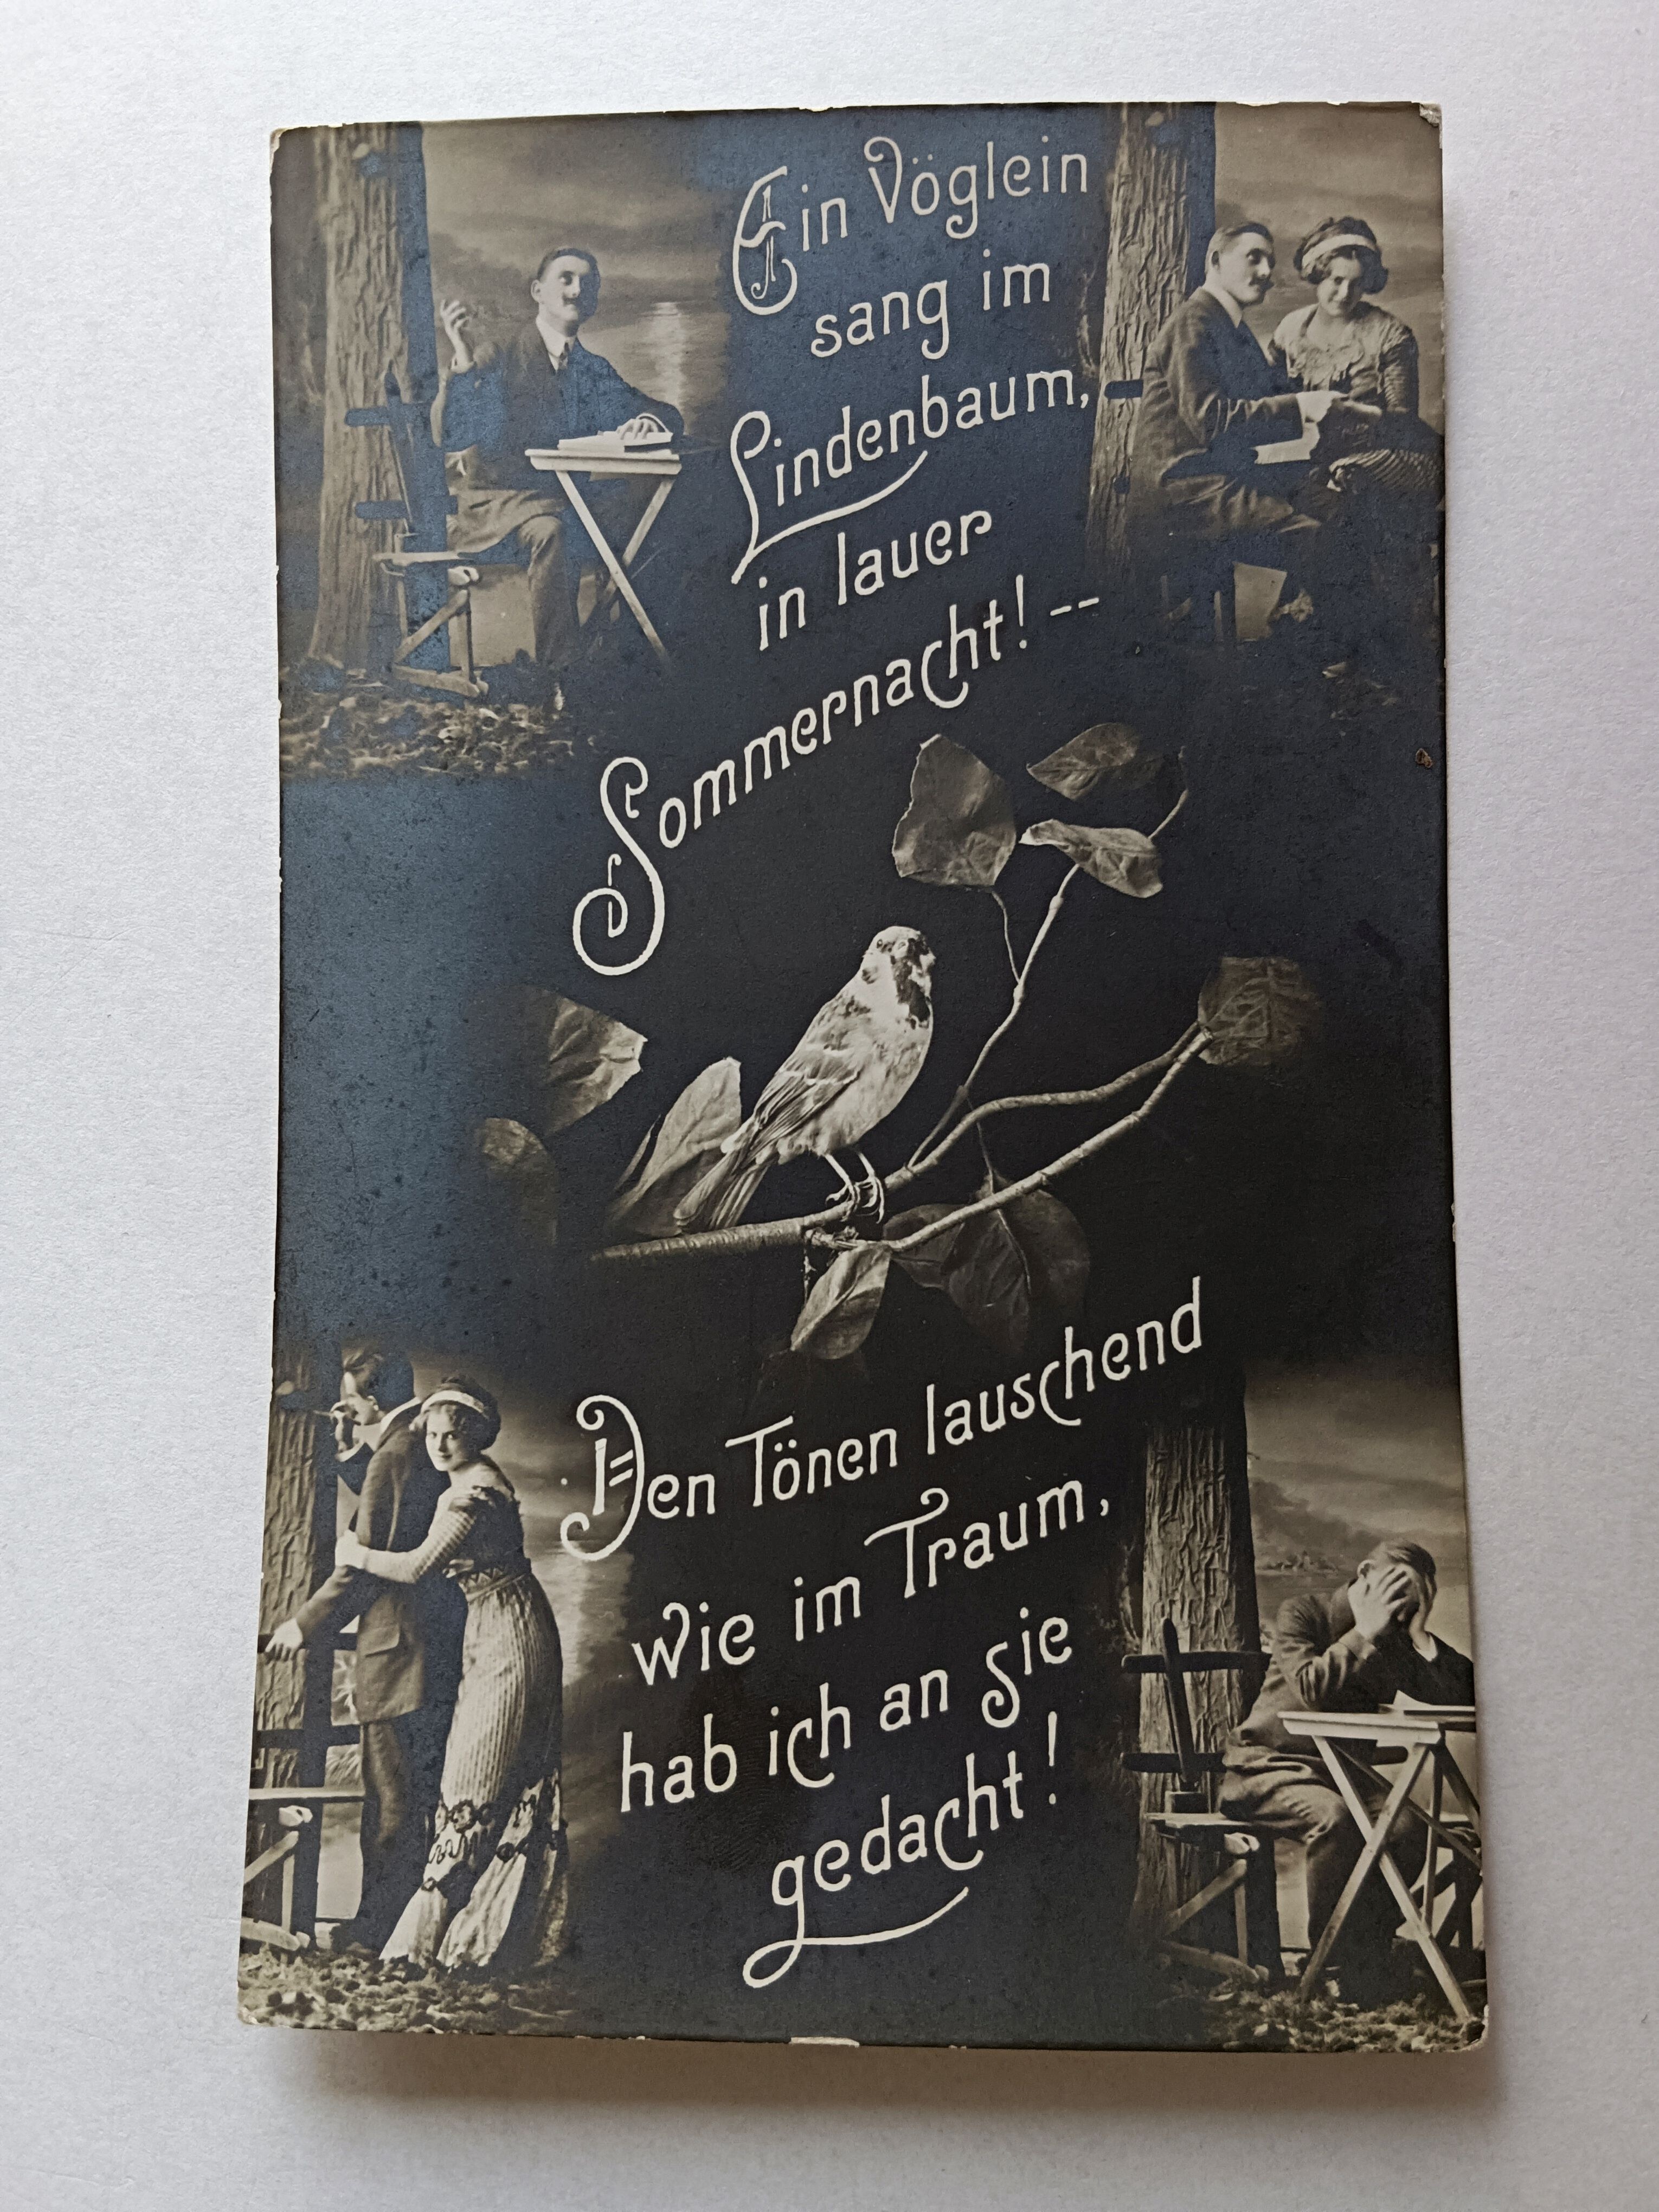 Ein Vöglein
sang im
Lindenbaum,
in lauer
Sommernacht! --
Den Tönen lauschend
wie im Traum,
hab ich an sie
gedacht!